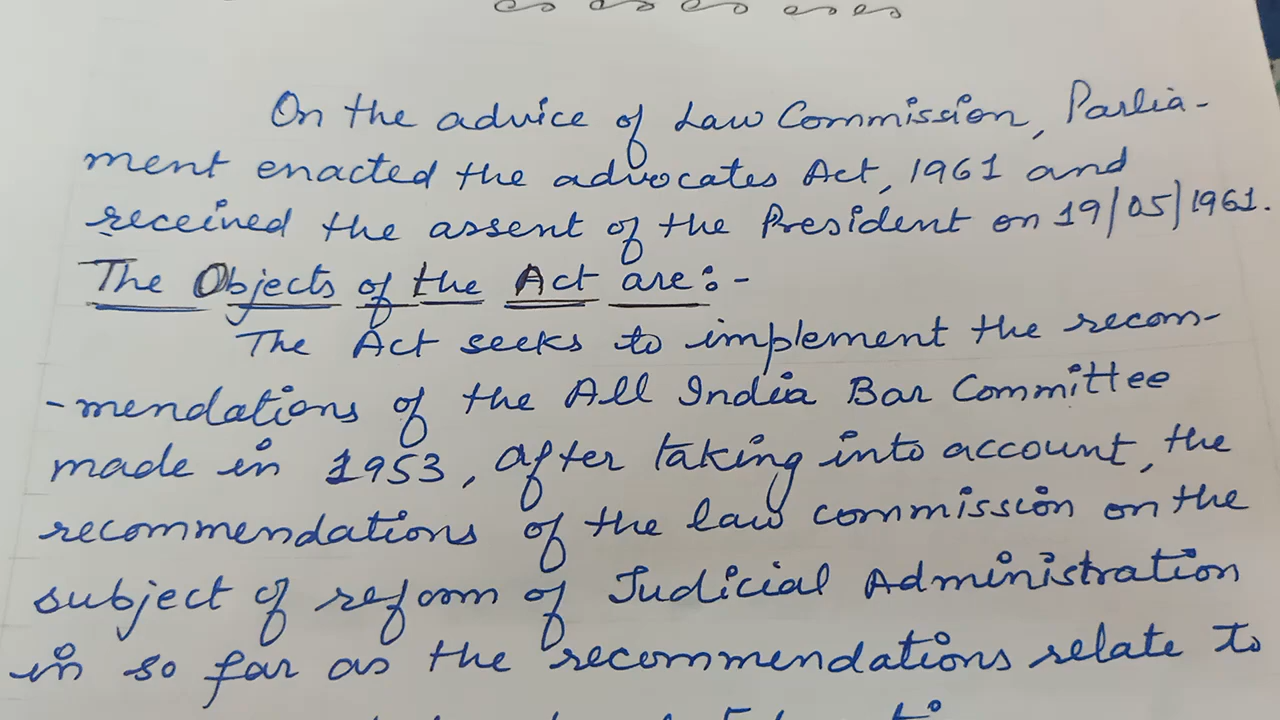 On the advice of Law Commission, Parlia-
ment enacted the advocates Act, 1961 and
received the assent of the President on 19/05/1961.
The Objects of the Act are:-
The Act seeks to implement the recom-
-mendations of the All India Bar Committee
made in 1953, after taking into account, the
recommendations of the law commission on the
subject of reform of Judicial Administration
in so far as the recommendations relate to